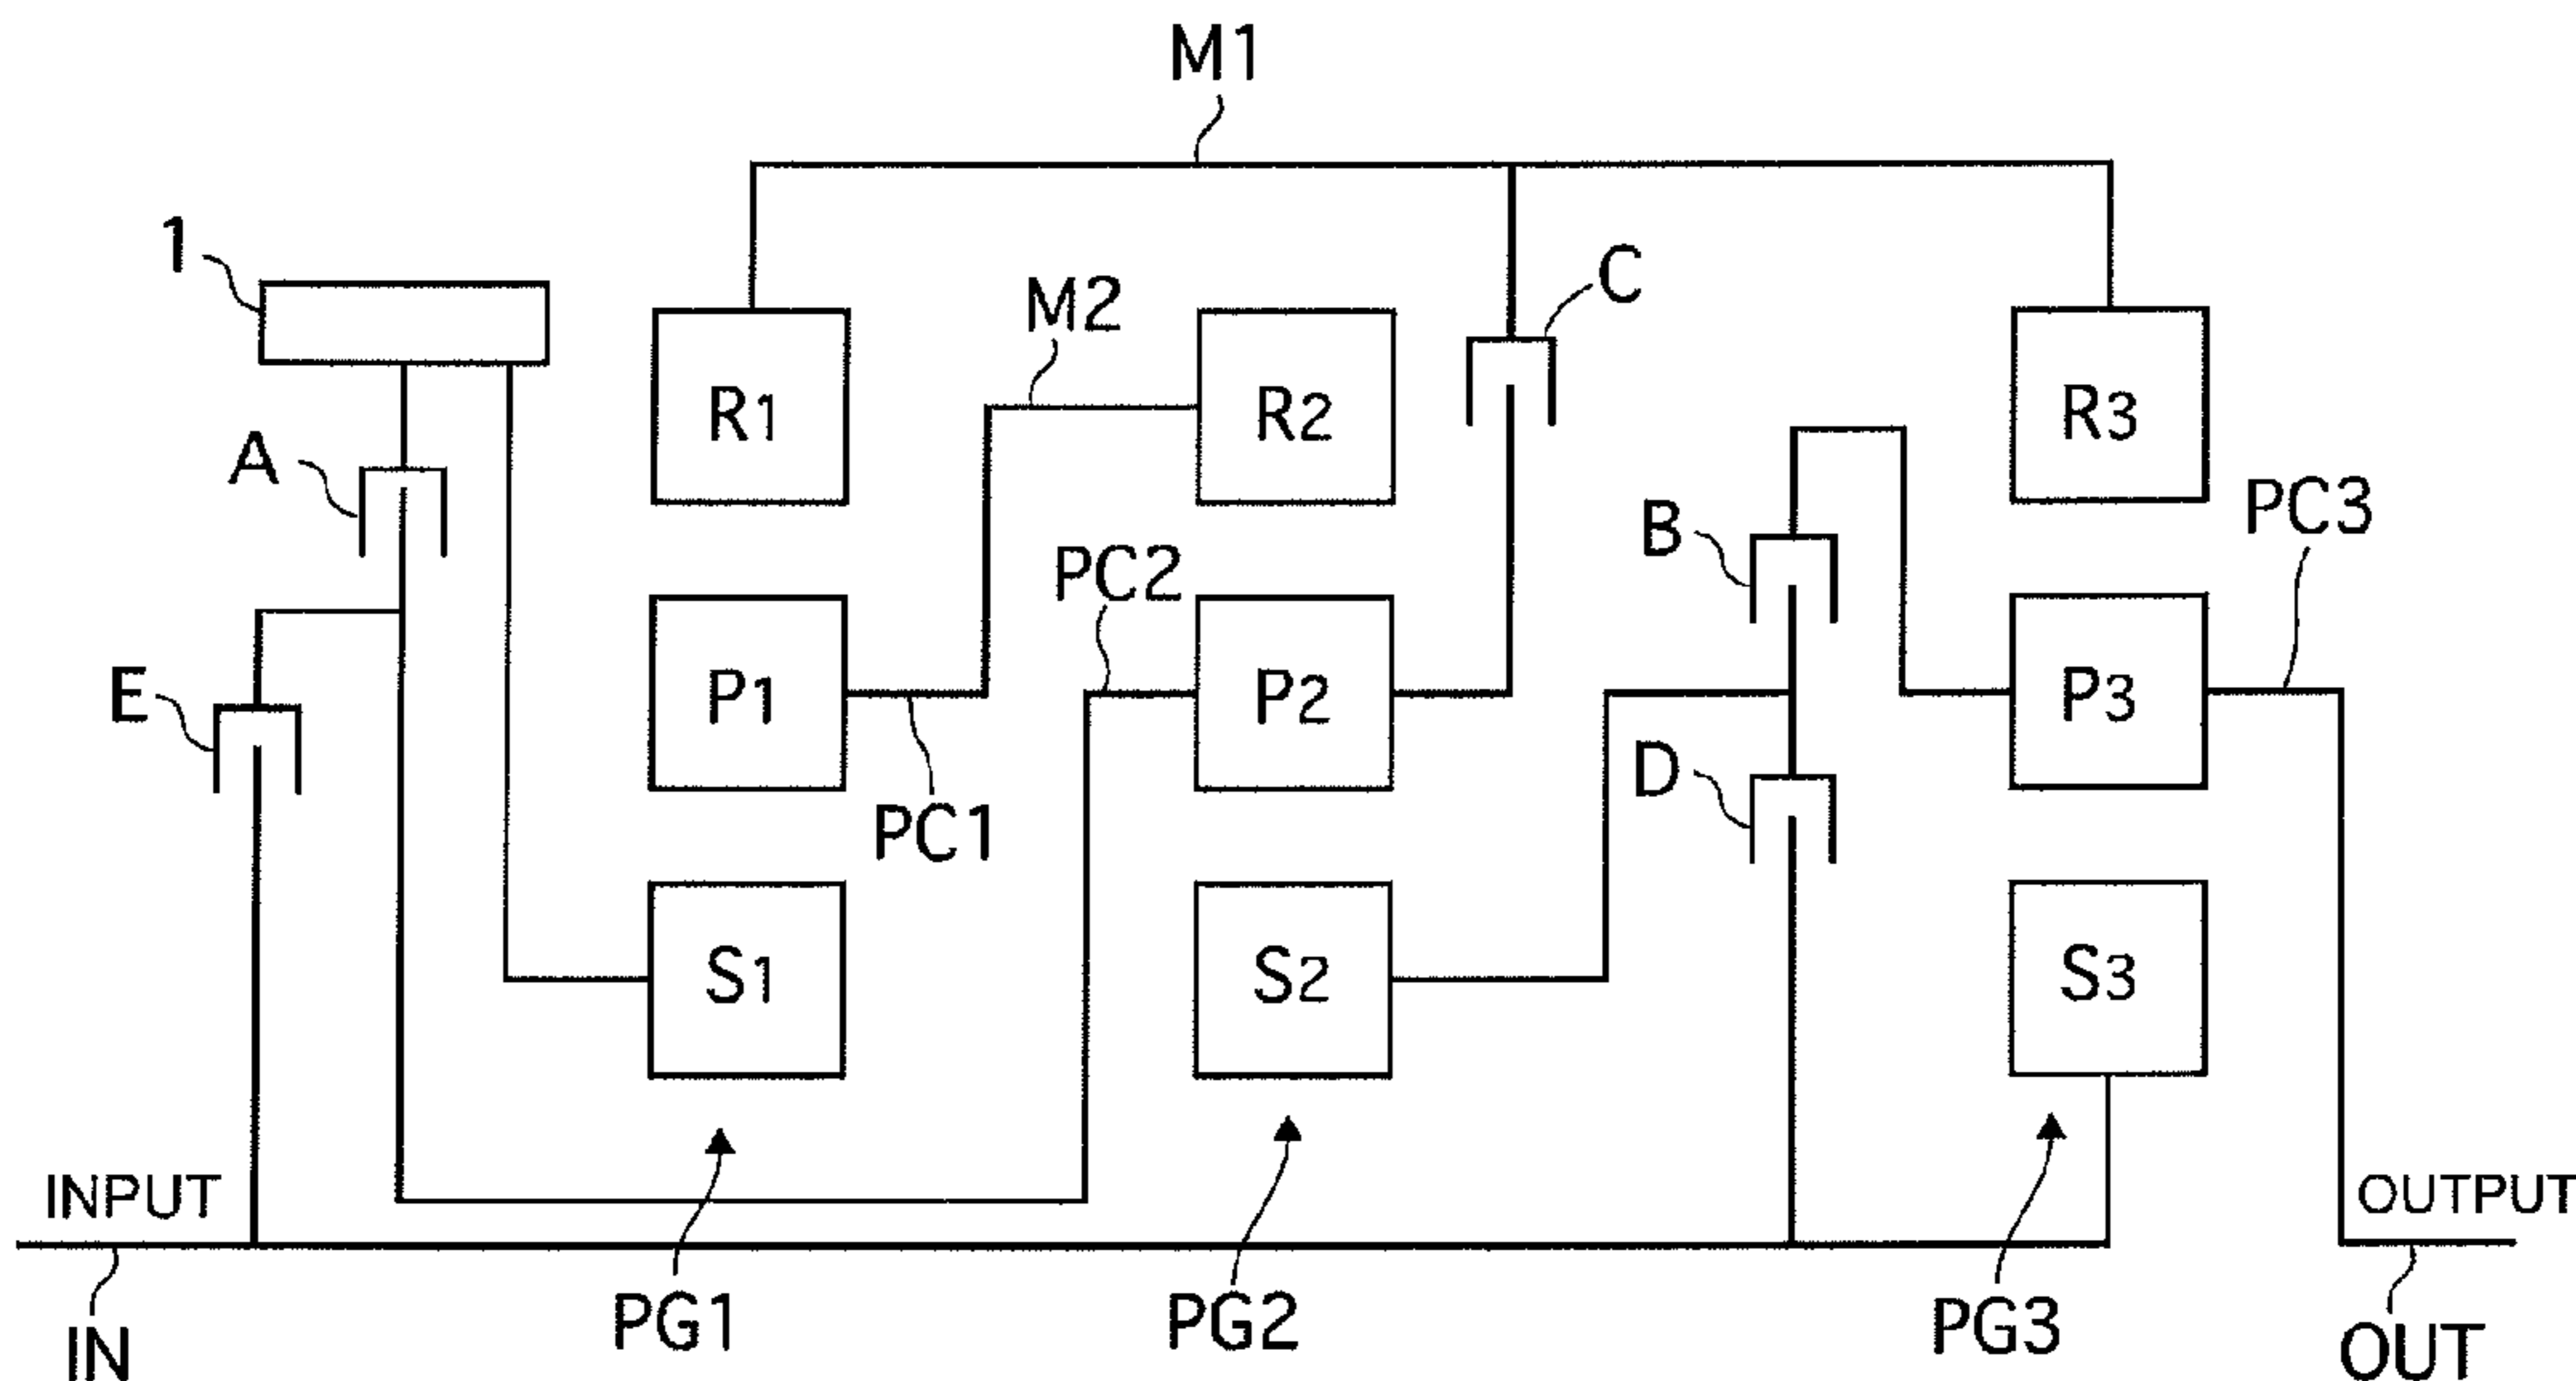 M1
1
M2
C
R1
R2
R3
A
B
PC3
PC2
E
P1
P2
P3
D
PC1
S1
S2
S3
INPUT
OUTPUT
IN
PG1
PG2
PG3
OUT